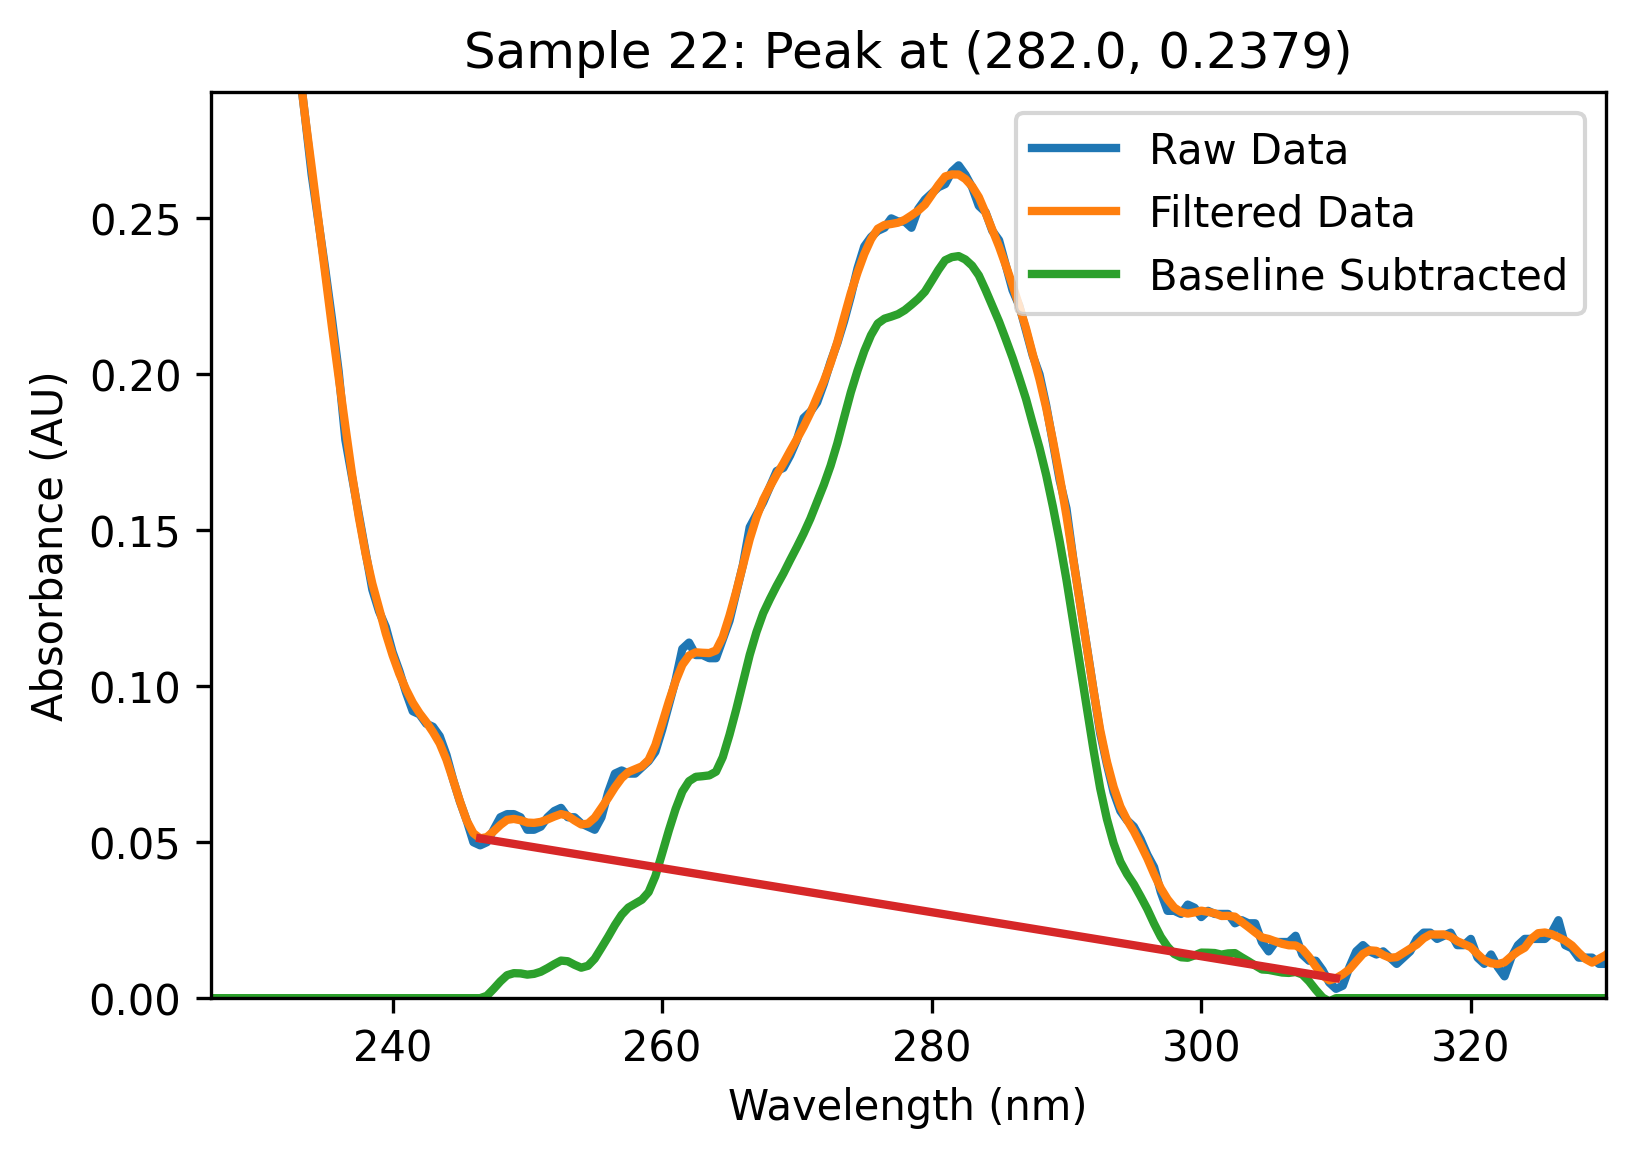 Sample 22: Peak at (282.0, 0.2379)
Raw Data
Filtered Data
Baseline Subtracted
Absorbance (AU)
0.25
0.20
0.15
0.10
0.05
0.00
240 260 280 300 320
Wavelength (nm)